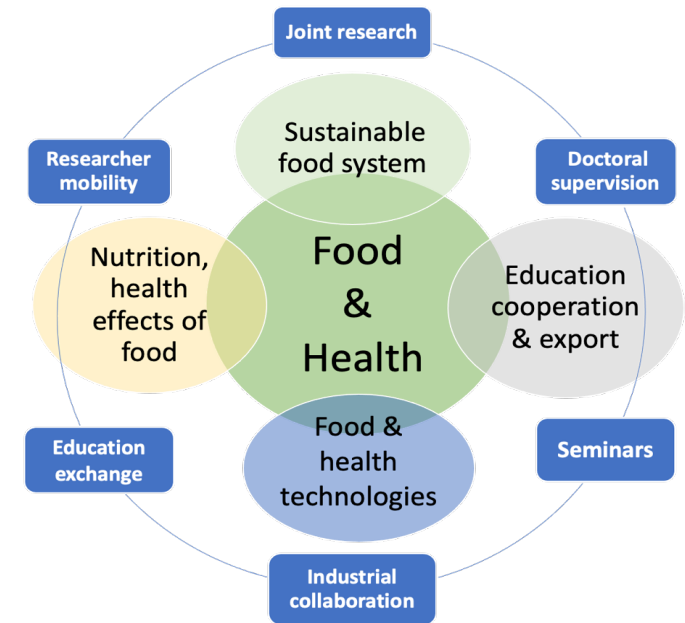 Joint research
Sustainable
food system
Researcher
mobility
Doctoral
supervision
Nutrition,
health
effects of
food
Food
&
Health
Education
cooperation
& export
Food &
health
technologies
Education
exchange
Seminars
Industrial
collaboration